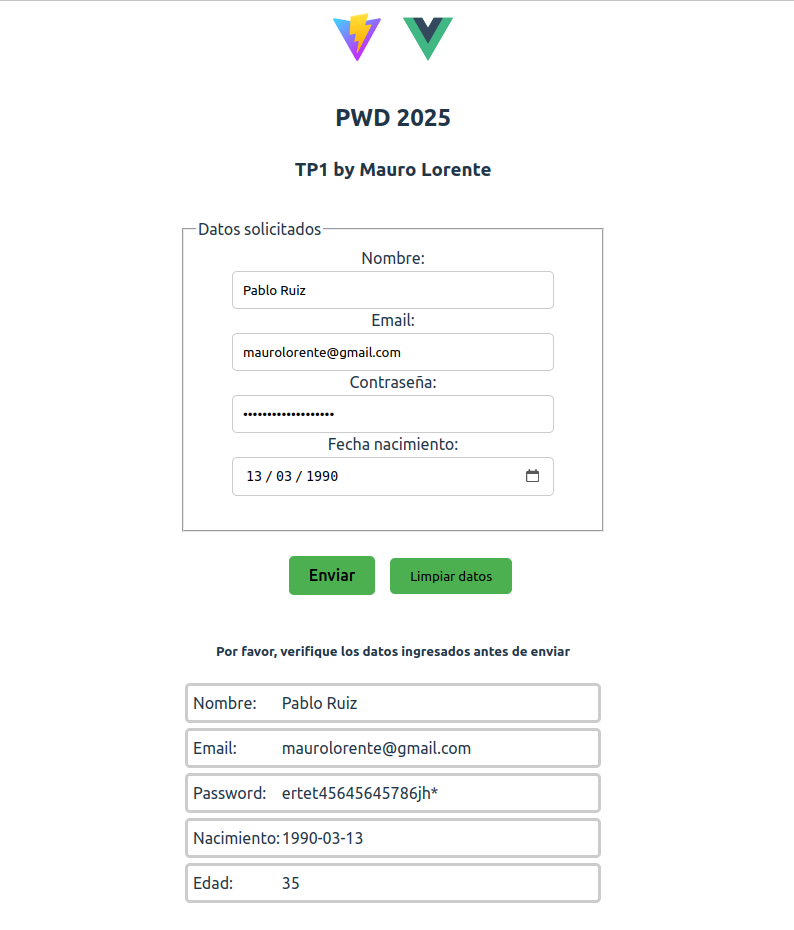 PWD 2025
TP1 by Mauro Lorente
Datos solicitados
Nombre:
Pablo Ruiz
Email:
maurolorente@gmail.com
Contraseña:
•••••••••••••••••••
Fecha nacimiento:
13 / 03 / 1990
Enviar Limpiar datos
Por favor, verifique los datos ingresados antes de enviar
Nombre: Pablo Ruiz
Email: maurolorente@gmail.com
Password: ertet45645645786jh*
Nacimiento: 1990-03-13
Edad: 35